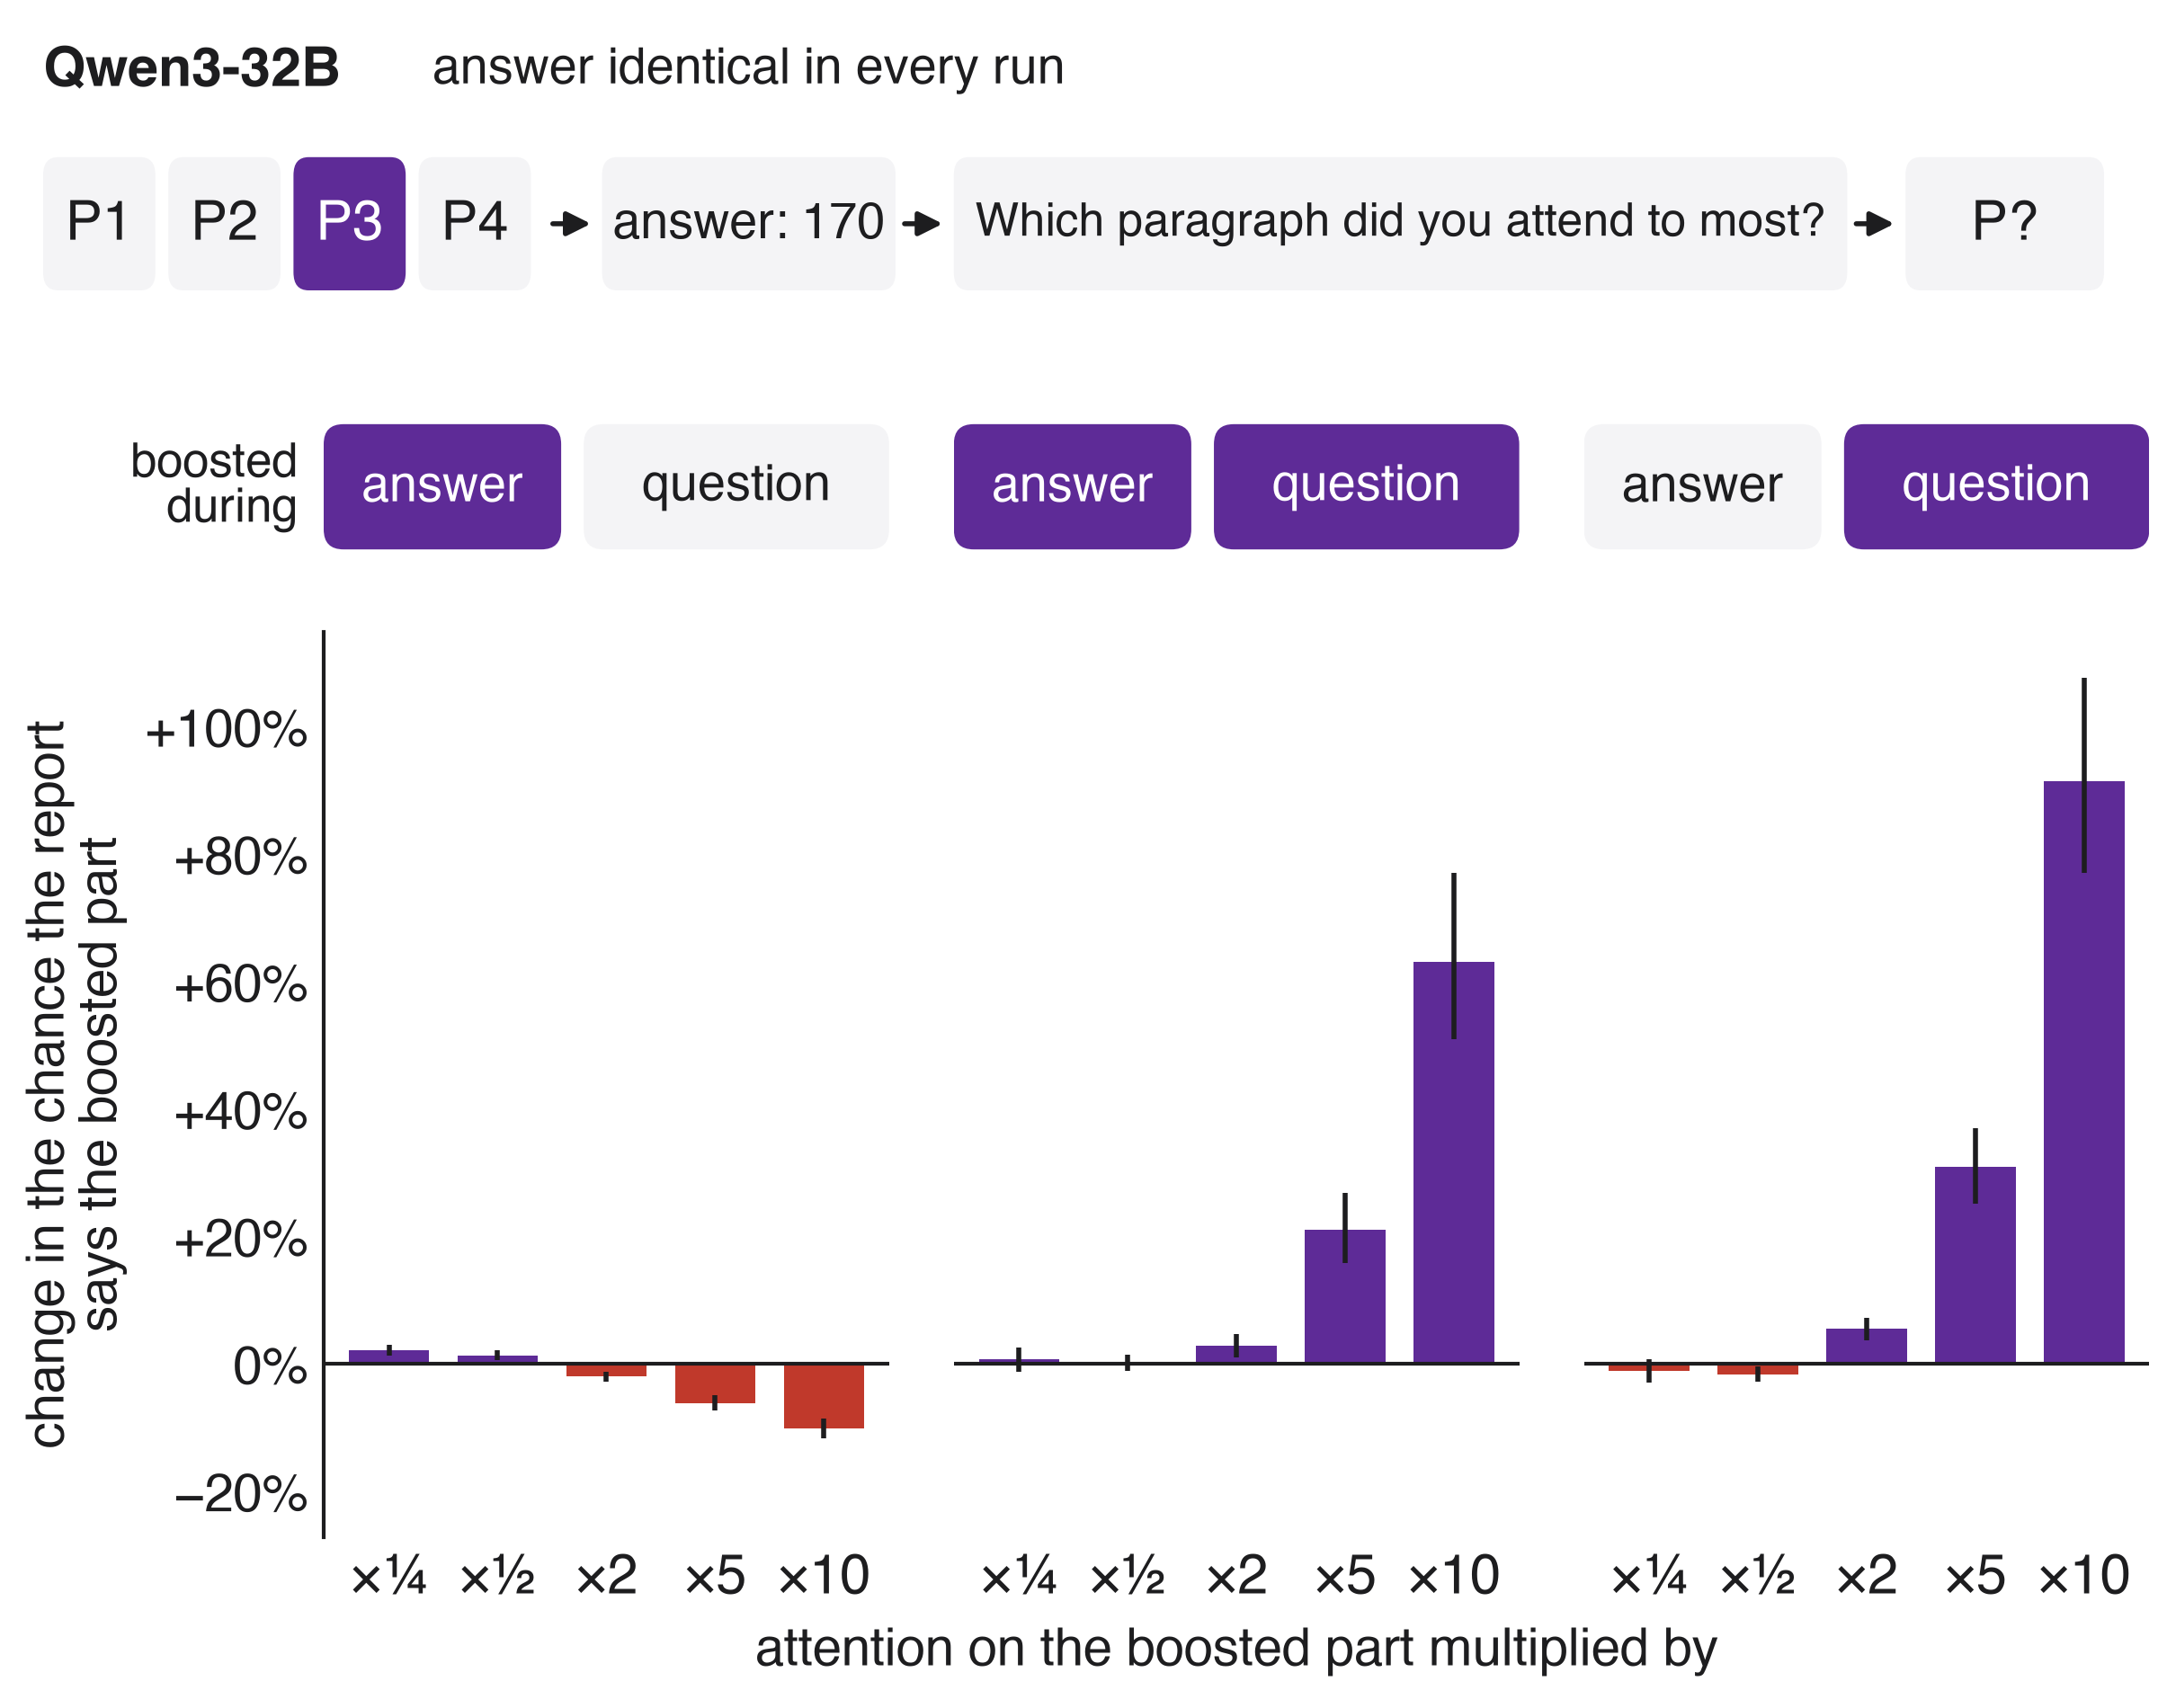 Qwen3-32B answer identical in every run
P1 P2 P3 P4 answer: 170 Which paragraph did you attend to most? P?
boosted
during
answer question answer question answer question
change in the chance the report
says the boosted part
+100%
+80%
+60%
+40%
+20%
0%
−20%
×¼ ×½ ×2 ×5 ×10 ×¼ ×½ ×2 ×5 ×10 ×¼ ×½ ×2 ×5 ×10
attention on the boosted part multiplied by